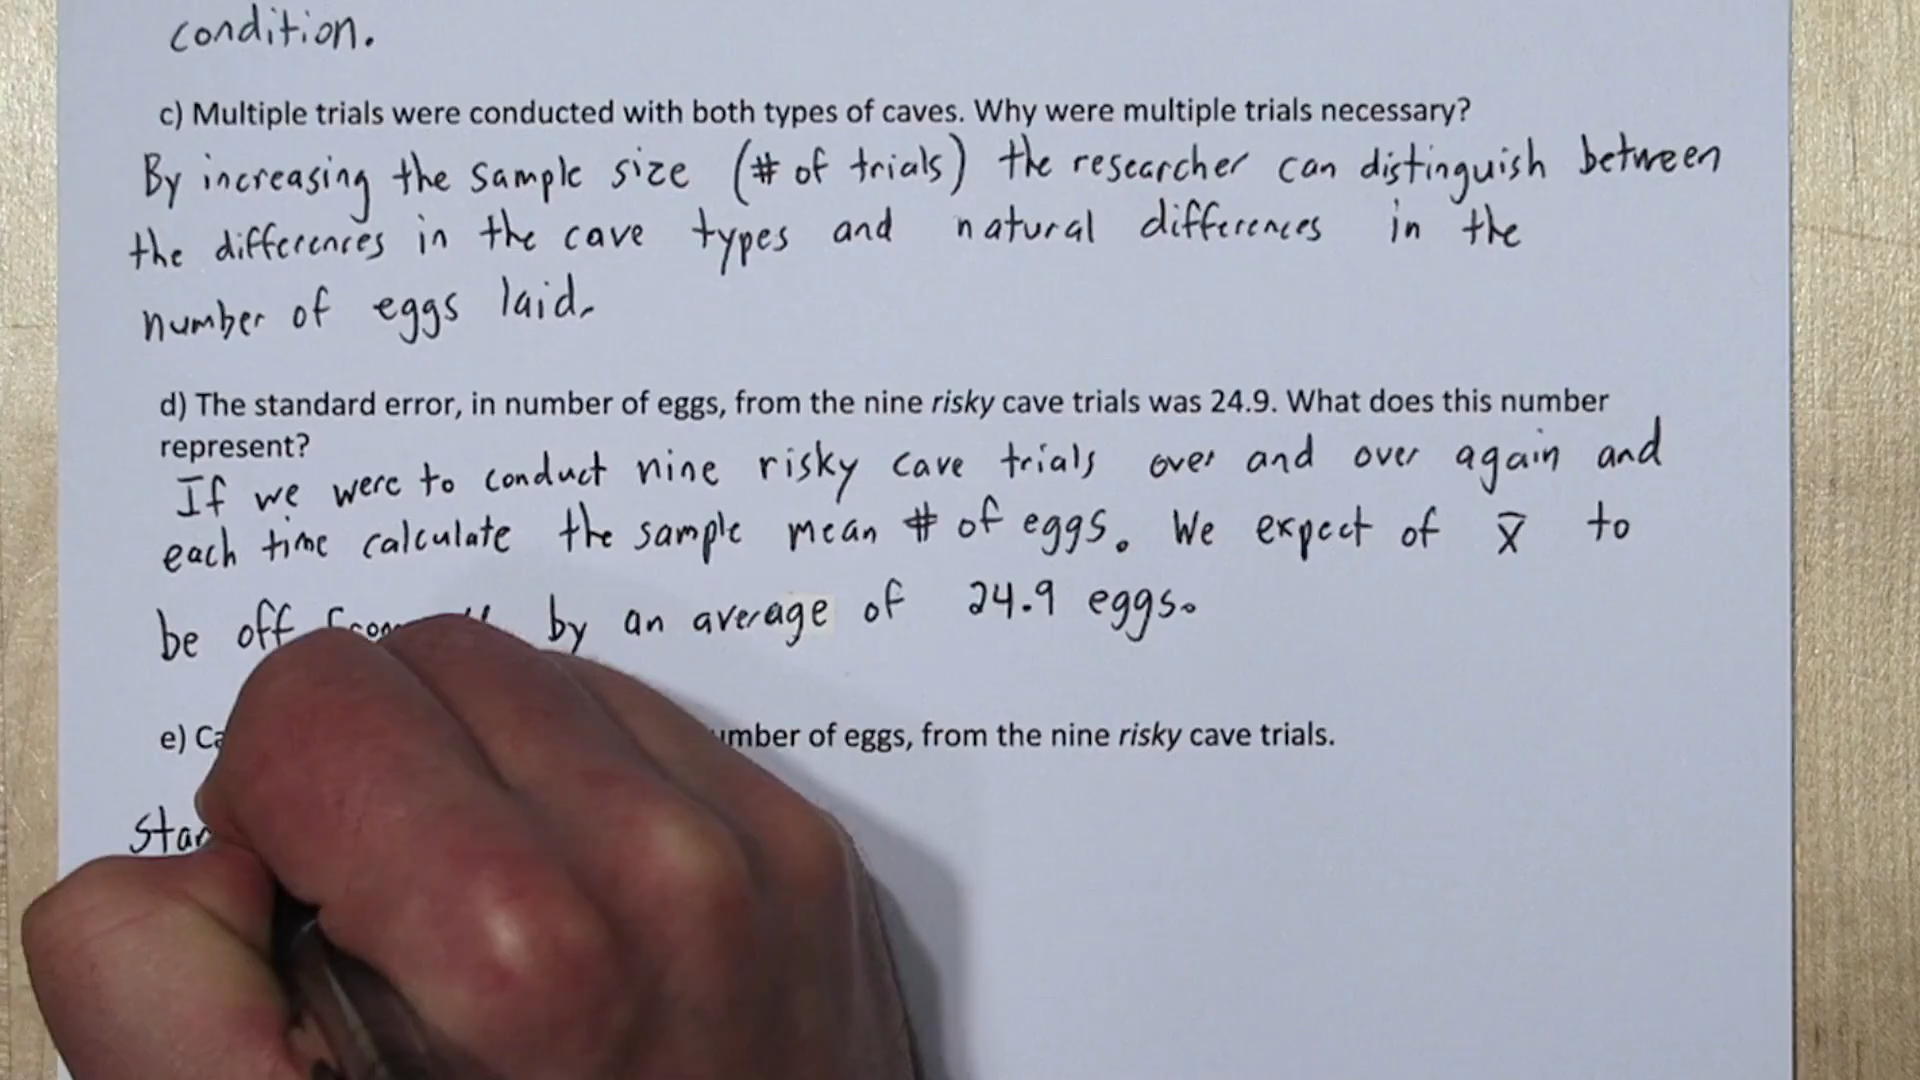 condition.
c) Multiple trials were conducted with both types of caves. Why were multiple trials necessary?
By increasing the sample size (# of trials) the researcher can distinguish between
the differences in the cave types and natural differences in the
number of eggs laid.
d) The standard error, in number of eggs, from the nine risky cave trials was 24.9. What does this number
represent?
If we were to conduct nine risky cave trials over and over again and
each time calculate the sample mean # of eggs. We expect of x̄ to
be off by an average of 24.9 eggs.
e) of eggs, from the nine risky cave trials.